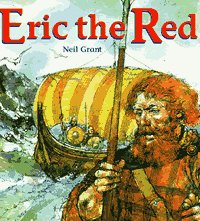 Eric the Red
Neil Grant